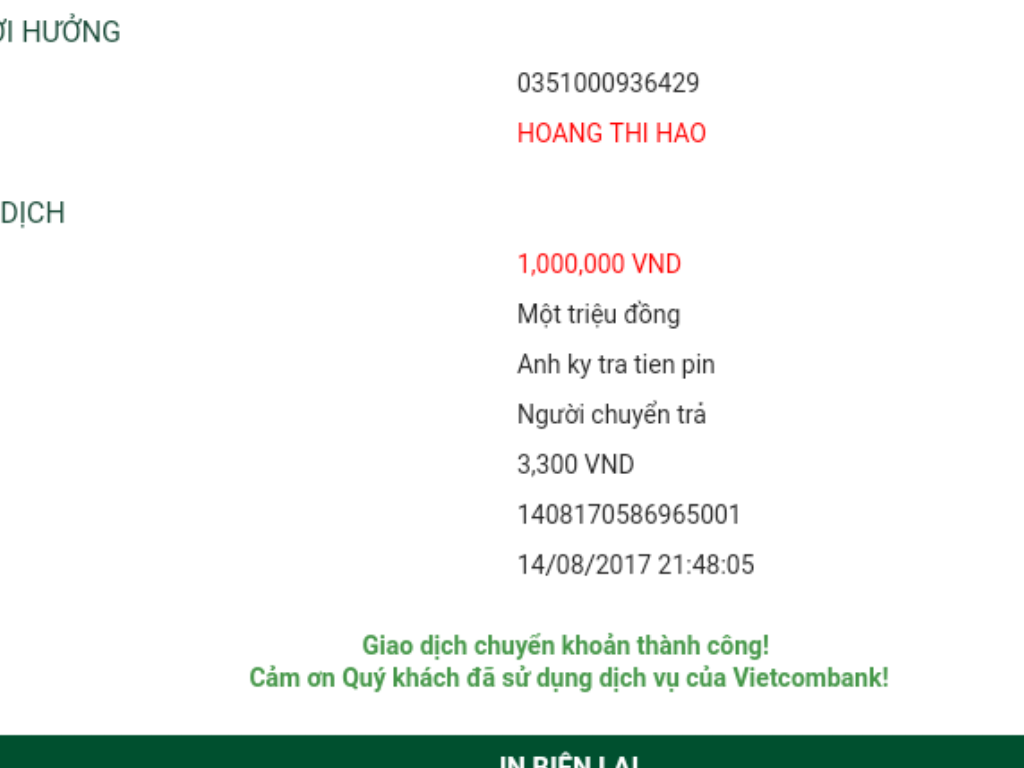 ỜI HƯỞNG
0351000936429
HOANG THI HAO
DỊCH
1,000,000 VND
Một triệu đồng
Anh ky tra tien pin
Người chuyển trả
3,300 VND
1408170586965001
14/08/2017 21:48:05
Giao dịch chuyển khoản thành công!
Cảm ơn Quý khách đã sử dụng dịch vụ của Vietcombank!
IN BIÊN LAI